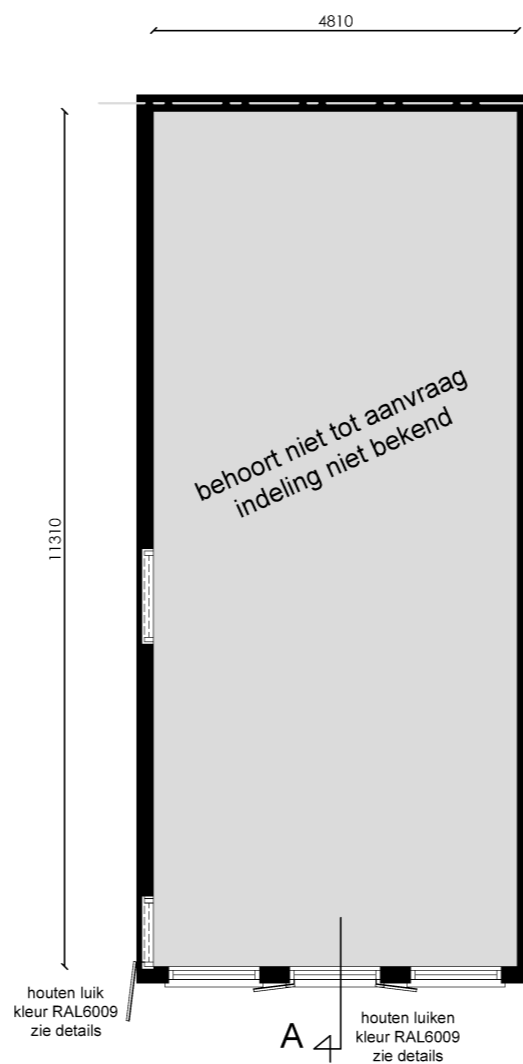 4810
11310
behoort niet tot aanvraag
indeling niet bekend
houten luik
kleur RAL6009
zie details
A
houten luiken
kleur RAL6009
zie details